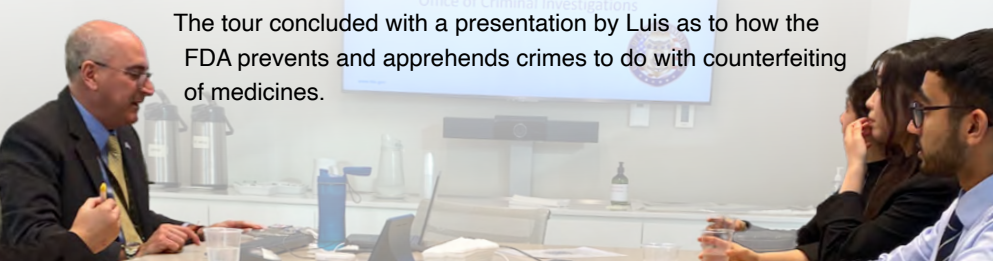 Office of Criminal Investigations
The tour concluded with a presentation by Luis as to how the
FDA prevents and apprehends crimes to do with counterfeiting
of medicines.